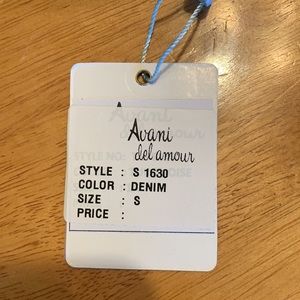 Avani
del amour
STYLE : S 1630
COLOR : DENIM
SIZE : S
PRICE :